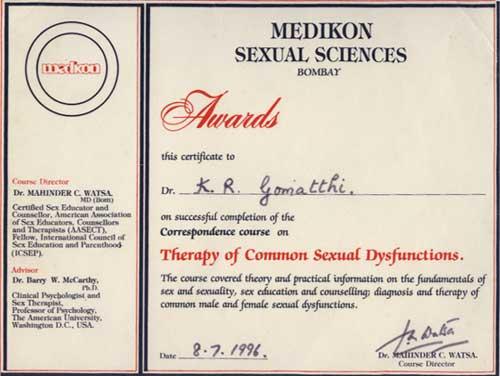 medikon
Course Director
Dr. MAHINDER C. WATSA.
MD (Bom)
Certified Sex Educator and
Counsellor, American Association
of Sex Educators, Counsellors
and Therapists (AASECT),
Fellow, International Council of
Sex Education and Parenthood
(ICSEP).
Advisor
Dr. Barry W. McCarthy,
Ph.D.
Clinical Psychologist and
Sex Therapist,
Professor of Psychology,
The American University,
Washington D.C., USA.
MEDIKON
SEXUAL SCIENCES
BOMBAY
Awards
this certificate to
Dr. K. R. Gomatthi.
on successful completion of the
Correspondence course on
Therapy of Common Sexual Dysfunctions.
The course covered theory and practical information on the fundamentals of
sex and sexuality, sex education and counselling; diagnosis and therapy of
common male and female sexual dysfunctions.
Date 8.7.1996.
Dr. MAHINDER C. WATSA
Course Director